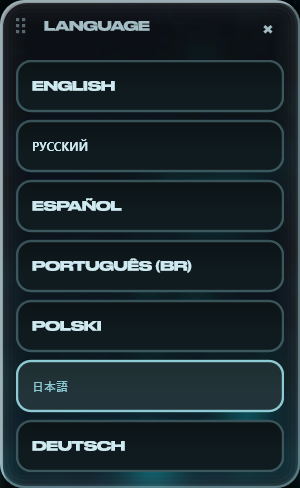 LANGUAGE
ENGLISH
РУССКИЙ
ESPAÑOL
PORTUGUÊS (BR)
POLSKI
日本語
DEUTSCH